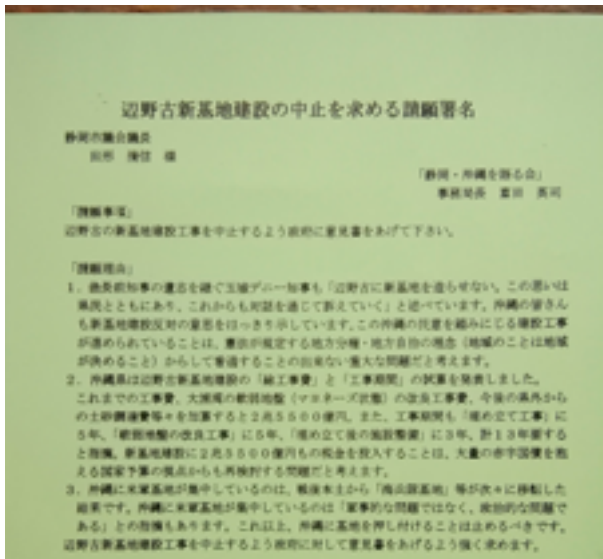 辺野古新基地建設の中止を求める請願署名
静岡市議会議長
田形 清信 様
「静岡・沖縄を語る会」
事務局長 富田 英司
「請願事項」
辺野古の新基地建設工事を中止するよう政府に意見書をあげて下さい。
「請願理由」
1．翁長前知事の遺志を継ぐ玉城デニー知事も「辺野古に新基地を造らせない。この思いは
県民とともにあり、これからも対話を通じて訴えていく」と述べています。沖縄の皆さん
も新基地建設反対の意思をはっきり示しています。この沖縄の民意を踏みにじる建設工事
が進められていることは、憲法が規定する地方分権・地方自治の理念（地域のことは地域
が決めること）からして看過することの出来ない重大な問題だと考えます。
2．沖縄県は辺野古新基地建設の「総工事費」と「工事期間」の試算を発表しました。
これまでの工事費、大規模の軟弱地盤（マヨネーズ状態）の改良工事費、今後の県外から
の土砂調達費等々を加算すると2兆5500億円、また、工事期間も「埋め立て工事」に
5年、「軟弱地盤の改良工事」に5年、「埋め立て後の施設整備」に3年、計13年要する
と指摘。新基地建設に2兆5500億円もの税金を投入することは、大量の赤字国債を抱
える国家予算の視点からも再検討する問題だと考えます。
3．沖縄に米軍基地が集中しているのは、戦後本土から「海兵隊基地」等が次々に移転した
結果です。沖縄に米軍基地が集中しているのは「軍事的な問題ではなく、政治的な問題で
ある」との指摘もあります。これ以上、沖縄に基地を押し付けることは止めるべきです。
辺野古新基地建設工事を中止するよう政府に対して意見書をあげるよう強く求めます。